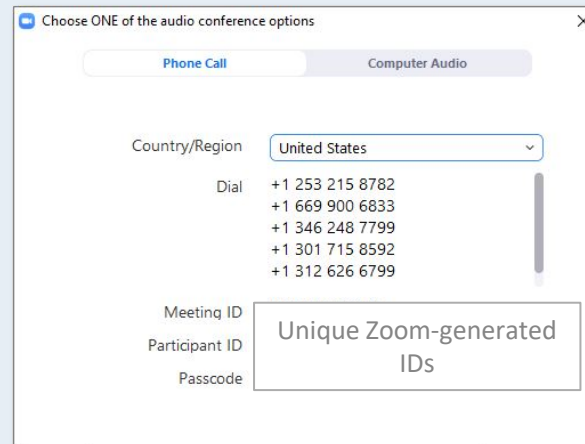 Choose ONE of the audio conference options
Phone Call Computer Audio
Country/Region United States
Dial +1 253 215 8782
+1 669 900 6833
+1 346 248 7799
+1 301 715 8592
+1 312 626 6799
Meeting ID
Unique Zoom-generated
Participant ID
IDs
Passcode